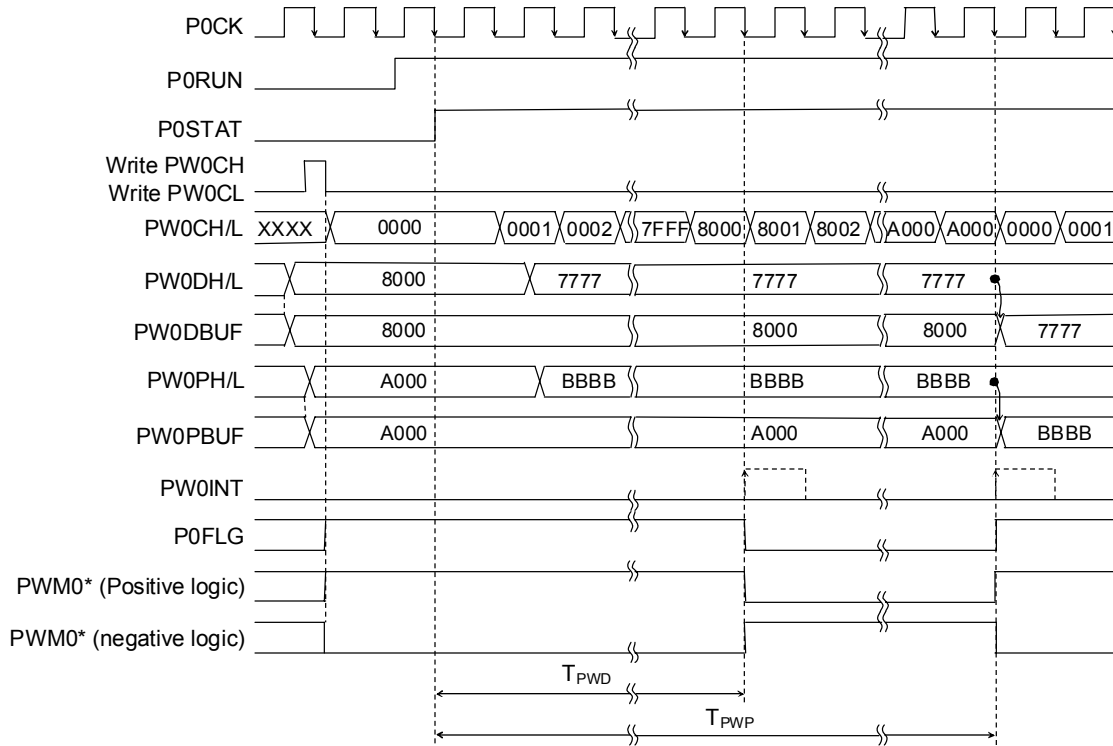 P0CK
P0RUN
P0STAT
Write PW0CH
Write PW0CL
PW0CH/L XXXX 0000 0001 0002 7FFF 8000 8001 8002 A000 A000 0000 0001
PW0DH/L 8000 7777 7777 7777
PW0DBUF 8000 8000 8000 7777
PW0PH/L A000 BBBB BBBB BBBB
PW0PBUF A000 A000 A000 BBBB
PW0INT
P0FLG
PWM0* (Positive logic)
PWM0* (negative logic)
TPWD
TPWP